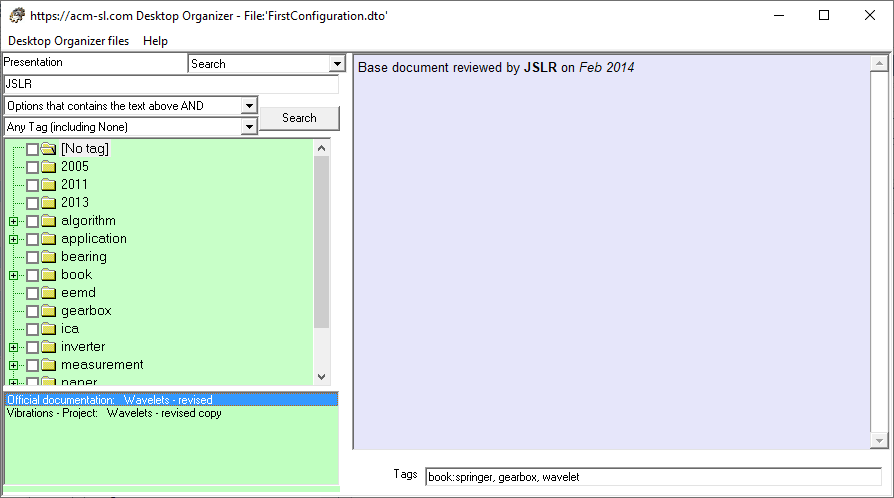 https://acm-sl.com Desktop Organizer - File:'FirstConfiguration.dto'
Desktop Organizer files Help
Presentation Search
JSLR
Options that contains the text above AND
Any Tag (including None)
Search
[No tag]
2005
2011
2013
algorithm
application
bearing
book
eemd
gearbox
ica
inverter
measurement
paper
Official documentation: Wavelets - revised
Vibrations - Project: Wavelets - revised copy
Base document reviewed by JSLR on Feb 2014
Tags book:springer, gearbox, wavelet